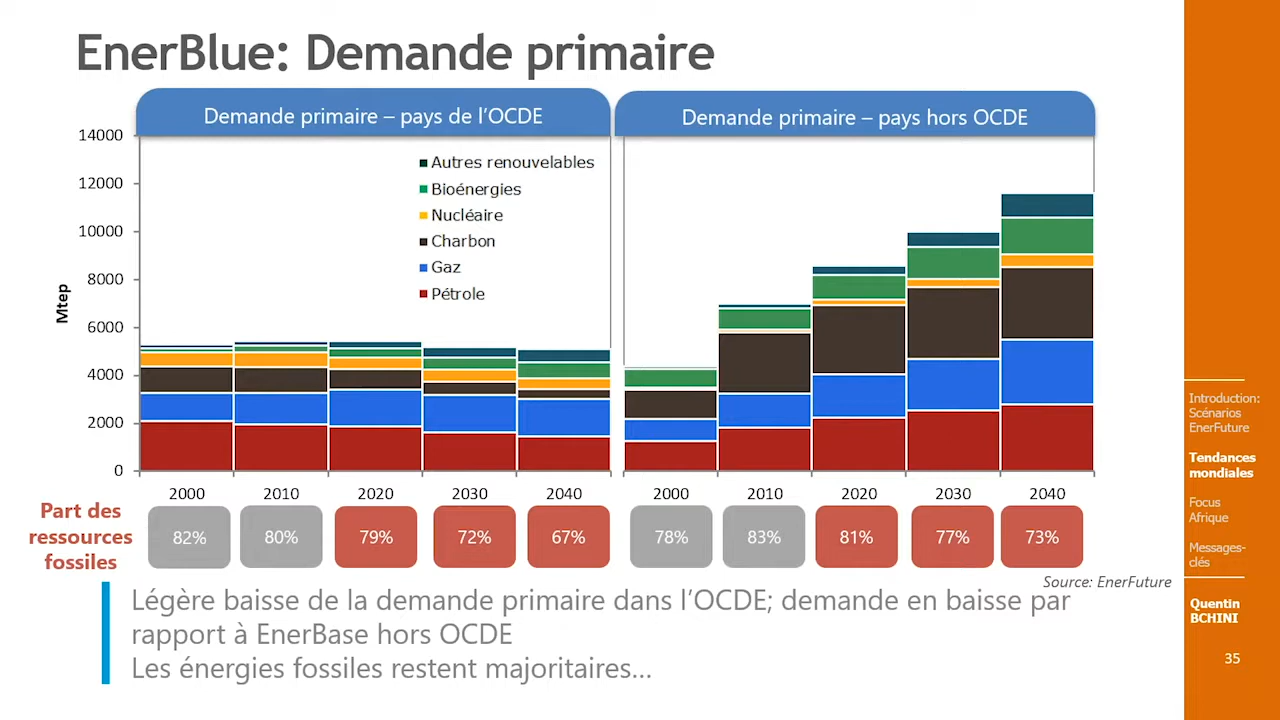 EnerBlue: Demande primaire
Demande primaire – pays de l’OCDE
Demande primaire – pays hors OCDE
Mtep
14000
12000
10000
8000
6000
4000
2000
0
Autres renouvelables
Bioénergies
Nucléaire
Charbon
Gaz
Pétrole
2000 2010 2020 2030 2040
2000 2010 2020 2030 2040
Part des
ressources
fossiles
82% 80% 79% 72% 67%
78% 83% 81% 77% 73%
Source: EnerFuture
Légère baisse de la demande primaire dans l’OCDE; demande en baisse par
rapport à EnerBase hors OCDE
Les énergies fossiles restent majoritaires…
Introduction:
Scénarios
EnerFuture
Tendances
mondiales
Focus
Afrique
Messages-
clés
Quentin
BCHINI
35